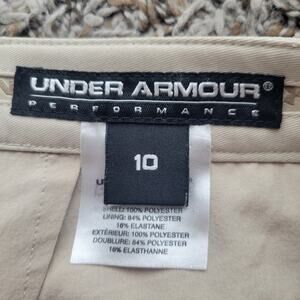 UNDER ARMOUR®
PERFORMANCE
10
SHELL: 100% POLYESTER
LINING: 84% POLYESTER
16% ELASTANE
EXTÉRIEUR: 100% POLYESTER
DOUBLURE: 84% POLYESTER
16% ÉLASTHANNE